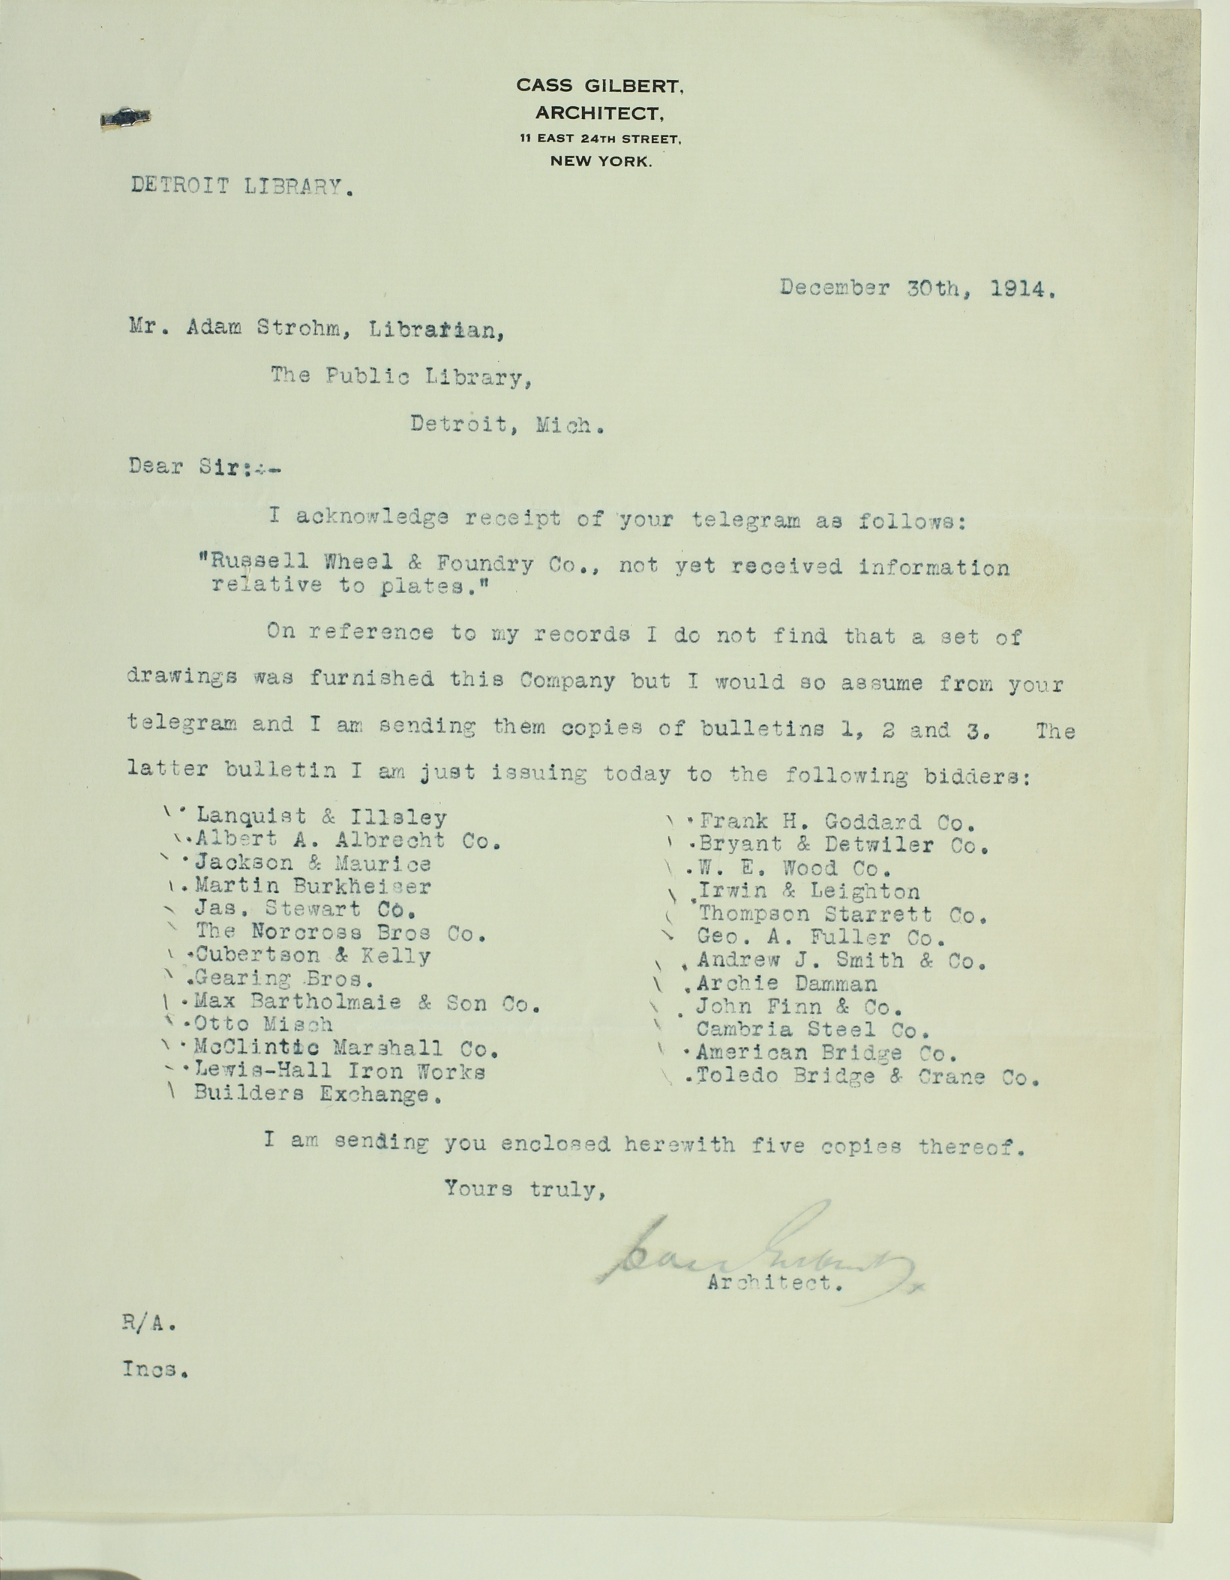 CASS GILBERT,
ARCHITECT,
11 EAST 24TH STREET,
NEW YORK.
DETROIT LIBRARY.
December 30th, 1914.
Mr. Adam Strohm, Librarian,
The Public Library,
Detroit, Mich.
Dear Sir:-
I acknowledge receipt of your telegram as follows:
"Russell Wheel & Foundry Co., not yet received information
relative to plates."
On reference to my records I do not find that a set of
drawings was furnished this Company but I would so assume from your
telegram and I am sending them copies of bulletins 1, 2 and 3. The
latter bulletin I am just issuing today to the following bidders:
Lanquist & Illsley
Albert A. Albrecht Co.
Jackson & Maurice
Martin Burkheiser
Jas. Stewart Co.
The Norcross Bros Co.
Cubertson & Kelly
Gearing Bros.
Max Bartholmaie & Son Co.
Otto Misch
McClintic Marshall Co.
Lewis-Hall Iron Works
Builders Exchange.
Frank H. Goddard Co.
Bryant & Detwiler Co.
W. E. Wood Co.
Irwin & Leighton
Thompson Starrett Co.
Geo. A. Fuller Co.
Andrew J. Smith & Co.
Archie Damman
John Finn & Co.
Cambria Steel Co.
American Bridge Co.
Toledo Bridge & Crane Co.
I am sending you enclosed herewith five copies thereof.
Yours truly,
Cass Gilbert
Architect.
R/A.
Incs.